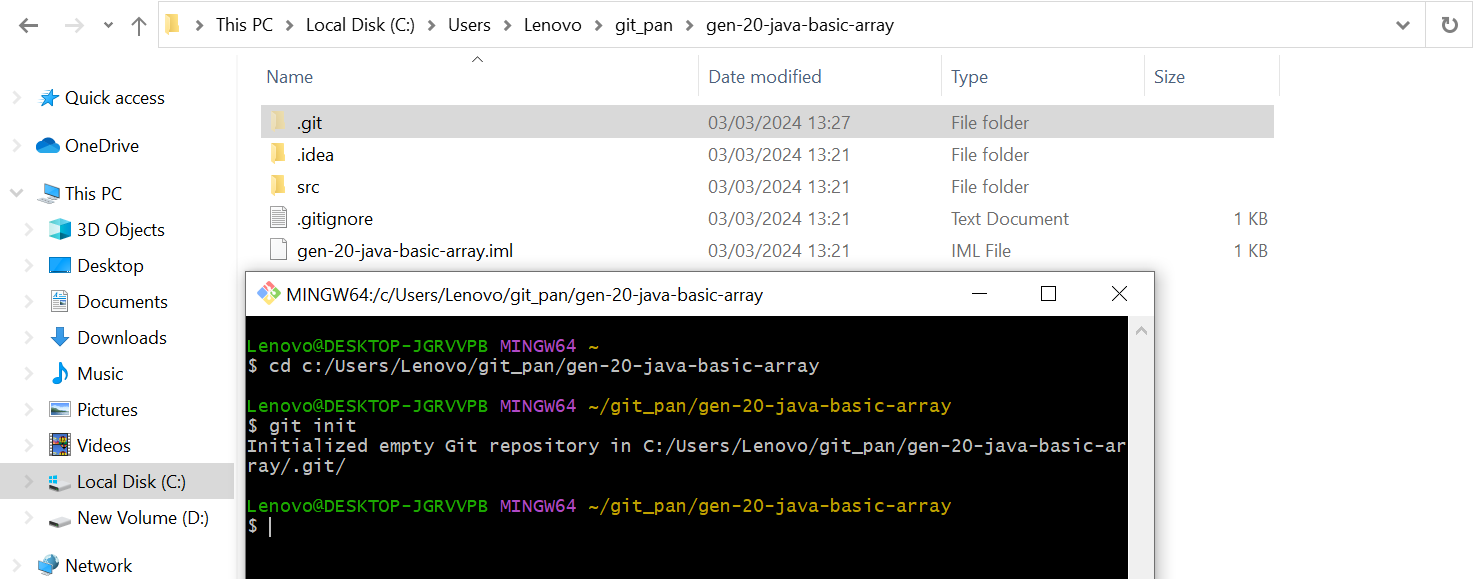 This PC > Local Disk (C:) > Users > Lenovo > git_pan > gen-20-java-basic-array
Name Date modified Type Size
Quick access
OneDrive
This PC
3D Objects
Desktop
Documents
Downloads
Music
Pictures
Videos
Local Disk (C:)
New Volume (D:)
Network
.git 03/03/2024 13:27 File folder
.idea 03/03/2024 13:21 File folder
src 03/03/2024 13:21 File folder
.gitignore 03/03/2024 13:21 Text Document 1 KB
gen-20-java-basic-array.iml 03/03/2024 13:21 IML File 1 KB
MINGW64:/c/Users/Lenovo/git_pan/gen-20-java-basic-array
Lenovo@DESKTOP-JGRVVPB MINGW64 ~
$ cd c:/Users/Lenovo/git_pan/gen-20-java-basic-array
Lenovo@DESKTOP-JGRVVPB MINGW64 ~/git_pan/gen-20-java-basic-array
$ git init
Initialized empty Git repository in C:/Users/Lenovo/git_pan/gen-20-java-basic-ar
ray/.git/
Lenovo@DESKTOP-JGRVVPB MINGW64 ~/git_pan/gen-20-java-basic-array
$